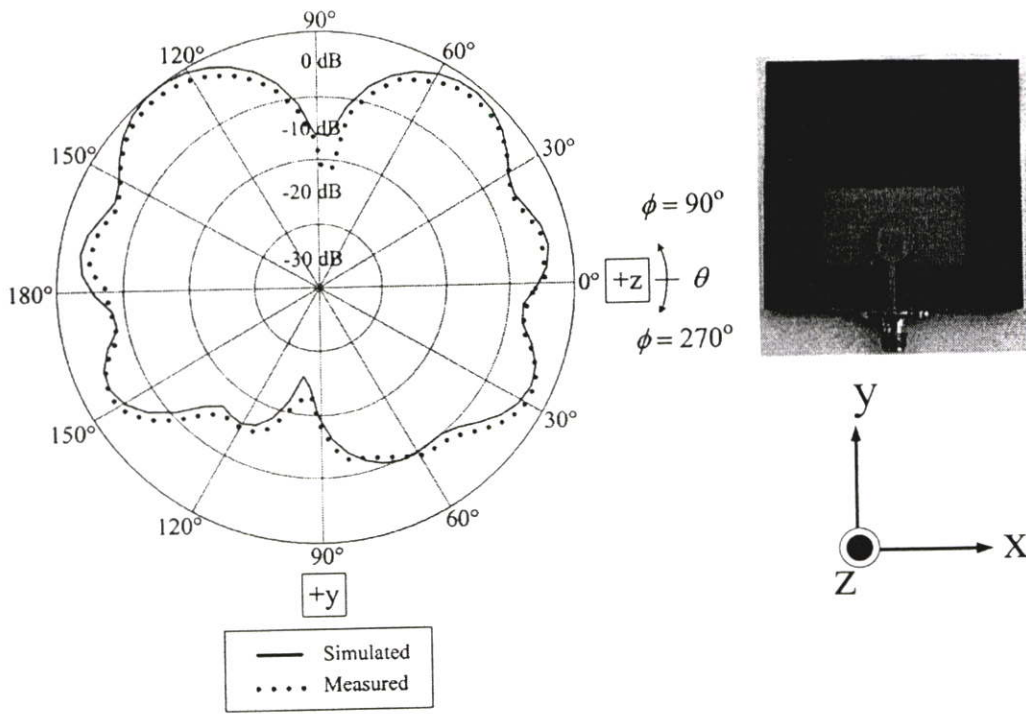 90°
120°
60°
0 dB
-10 dB
150°
30°
-20 dB
ϕ = 90°
-30 dB
180°
0°
+z
θ
ϕ = 270°
150°
30°
120°
60°
90°
+y
Simulated
Measured
y
X
Z